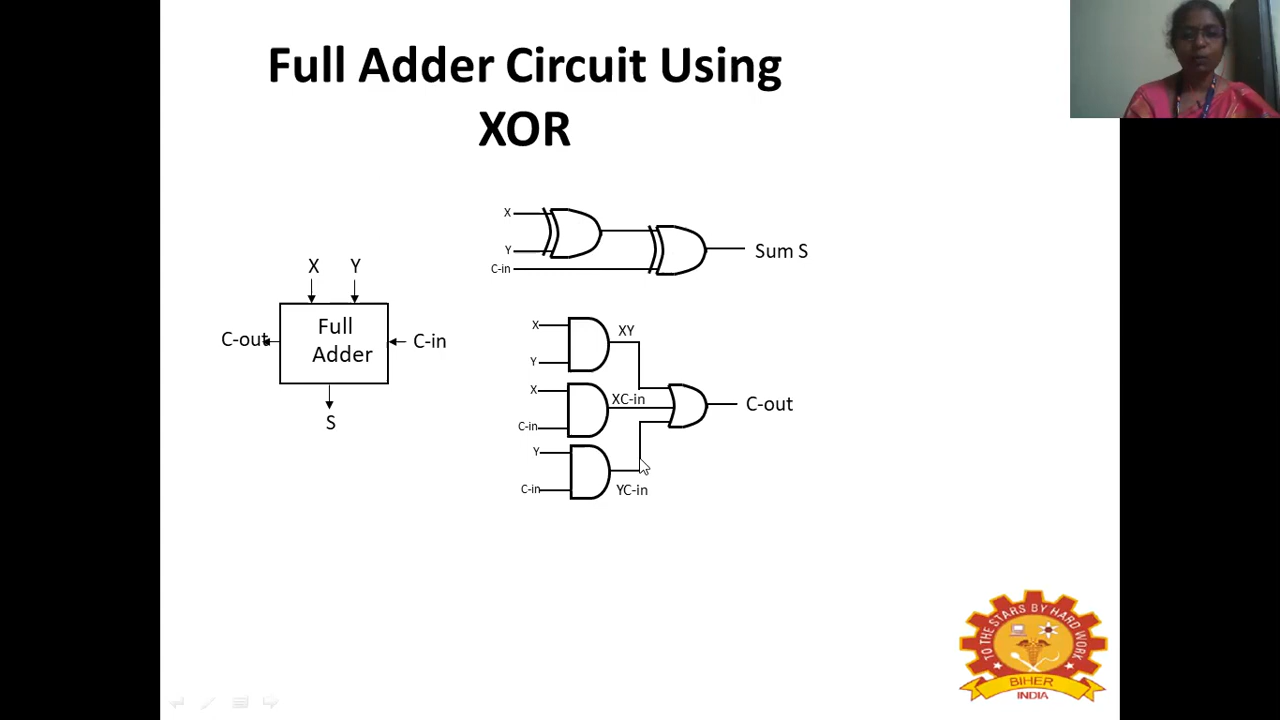 Full Adder Circuit Using
XOR
X
Y
C-in
Sum S
X Y
C-out
Full
Adder
C-in
S
X
Y
XY
X
C-in
XC-in
Y
C-in
YC-in
C-out
TO THE STARS BY HARD WORK
BIHER
INDIA